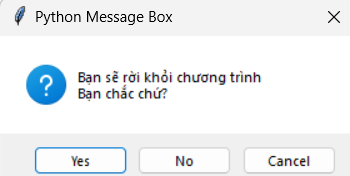 Python Message Box
Bạn sẽ rời khỏi chương trình
Bạn chắc chứ?
Yes
No
Cancel